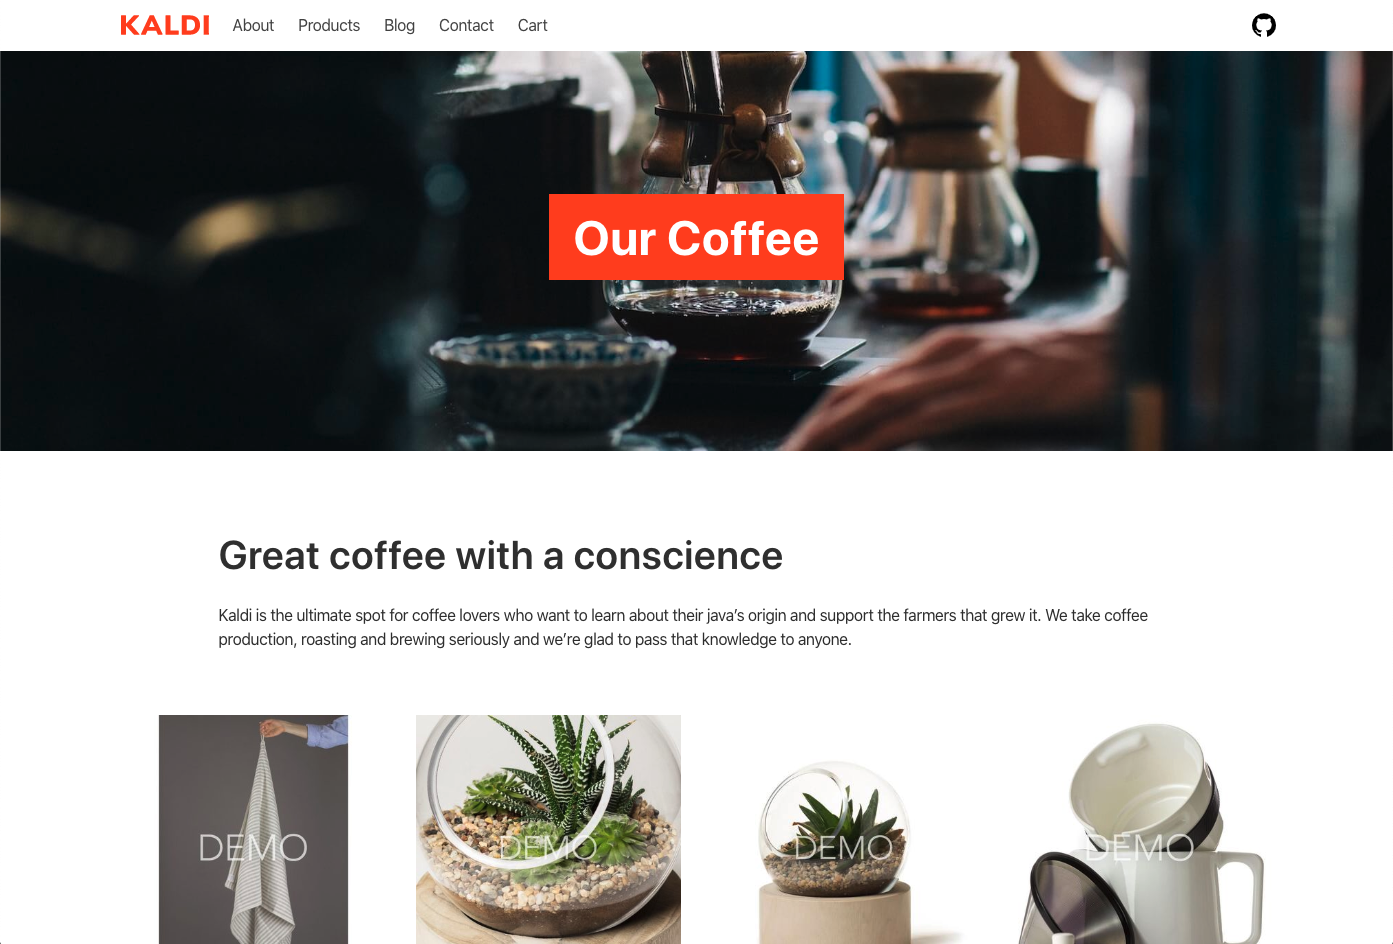 KALDI About Products Blog Contact Cart
Our Coffee
Great coffee with a conscience
Kaldi is the ultimate spot for coffee lovers who want to learn about their java’s origin and support the farmers that grew it. We take coffee
production, roasting and brewing seriously and we’re glad to pass that knowledge to anyone.
DEMO DEMO DEMO DEMO